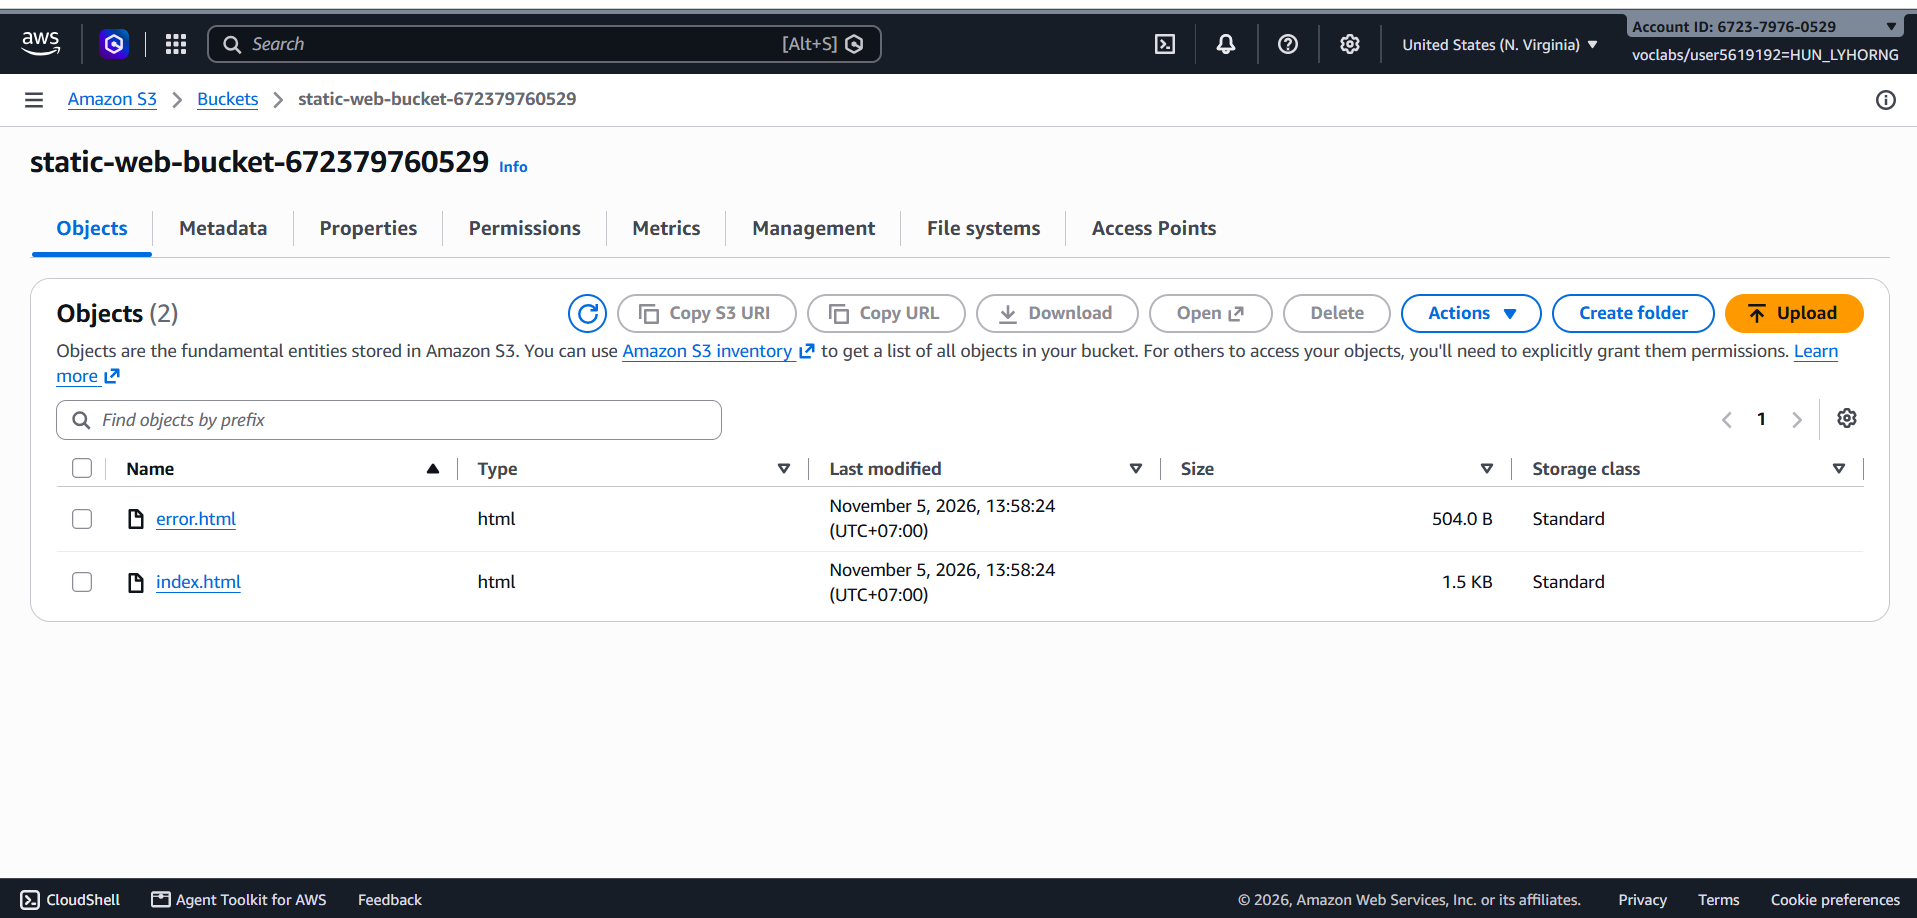 aws
Search [Alt+S]
United States (N. Virginia)
Account ID: 6723-7976-0529
voclabs/user5619192=HUN_LYHORNG
Amazon S3 Buckets static-web-bucket-672379760529
static-web-bucket-672379760529 Info
Objects Metadata Properties Permissions Metrics Management File systems Access Points
Objects (2) Copy S3 URI Copy URL Download Open Delete Actions Create folder Upload
Objects are the fundamental entities stored in Amazon S3. You can use Amazon S3 inventory to get a list of all objects in your bucket. For others to access your objects, you'll need to explicitly grant them permissions. Learn
more
Find objects by prefix 1
Name Type Last modified Size Storage class
error.html html November 5, 2026, 13:58:24 (UTC+07:00) 504.0 B Standard
index.html html November 5, 2026, 13:58:24 (UTC+07:00) 1.5 KB Standard
CloudShell Agent Toolkit for AWS Feedback © 2026, Amazon Web Services, Inc. or its affiliates. Privacy Terms Cookie preferences